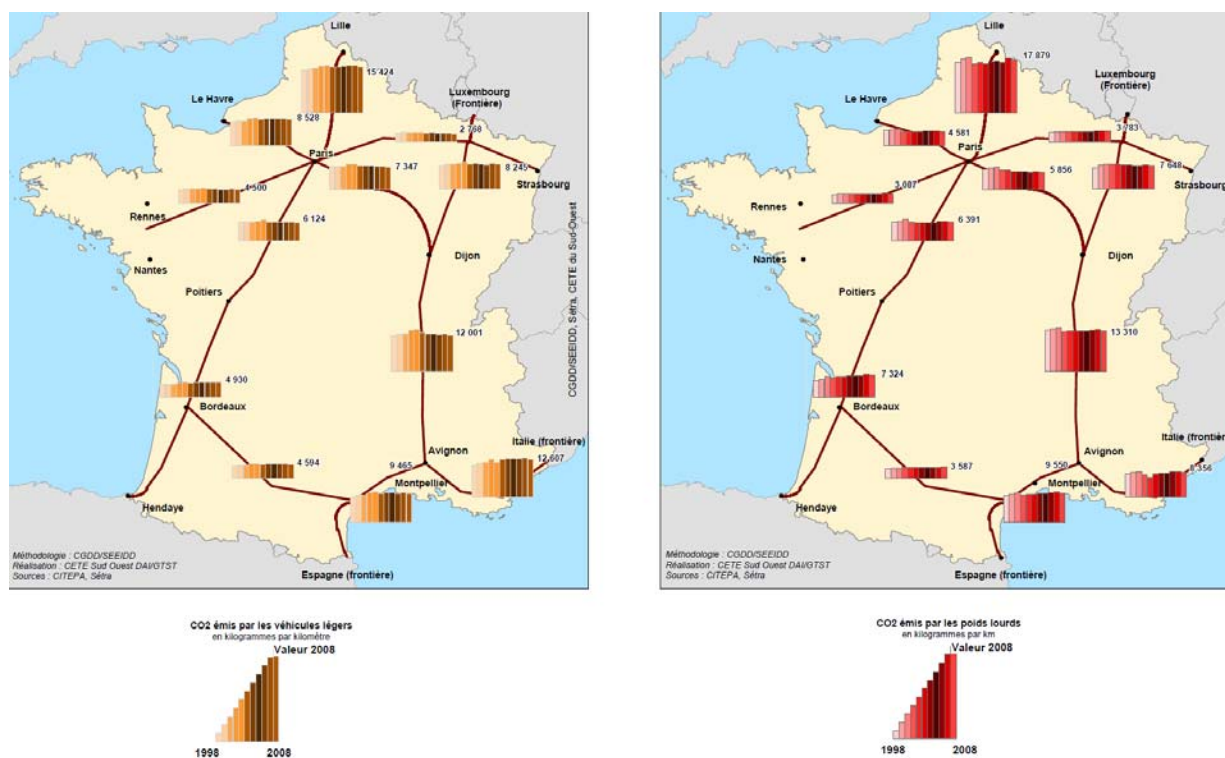 Lille
15 424
Le Havre
8 528
Luxembourg
(Frontière)
2 768
Paris
7 347
8 245
Strasbourg
4 500
Rennes
6 124
Nantes
Dijon
Poitiers
CGDD/SEEIDD, Sétra, CETE du Sud-Ouest
12 001
4 930
Bordeaux
Italie (frontière)
4 594
9 465
Avignon
12 607
Montpellier
Hendaye
Méthodologie : CGDD/SEEIDD
Réalisation : CETE Sud Ouest DAI/GTST
Sources : CITEPA, Sétra
Espagne (frontière)
CO2 émis par les véhicules légers
en kilogrammes par kilomètre
Valeur 2008
1998
2008
Lille
17 879
Luxembourg
(Frontière)
Le Havre
4 581
3 783
Paris
5 856
7 648
Strasbourg
3 087
Rennes
6 391
Nantes
Dijon
Poitiers
13 310
7 324
Bordeaux
Italie (frontière)
3 587
9 550
Avignon
Montpellier
8 356
Hendaye
Méthodologie : CGDD/SEEIDD
Réalisation : CETE Sud Ouest DAI/GTST
Sources : CITEPA, Sétra
Espagne (frontière)
CO2 émis par les poids lourds
en kilogrammes par km
Valeur 2008
1998
2008